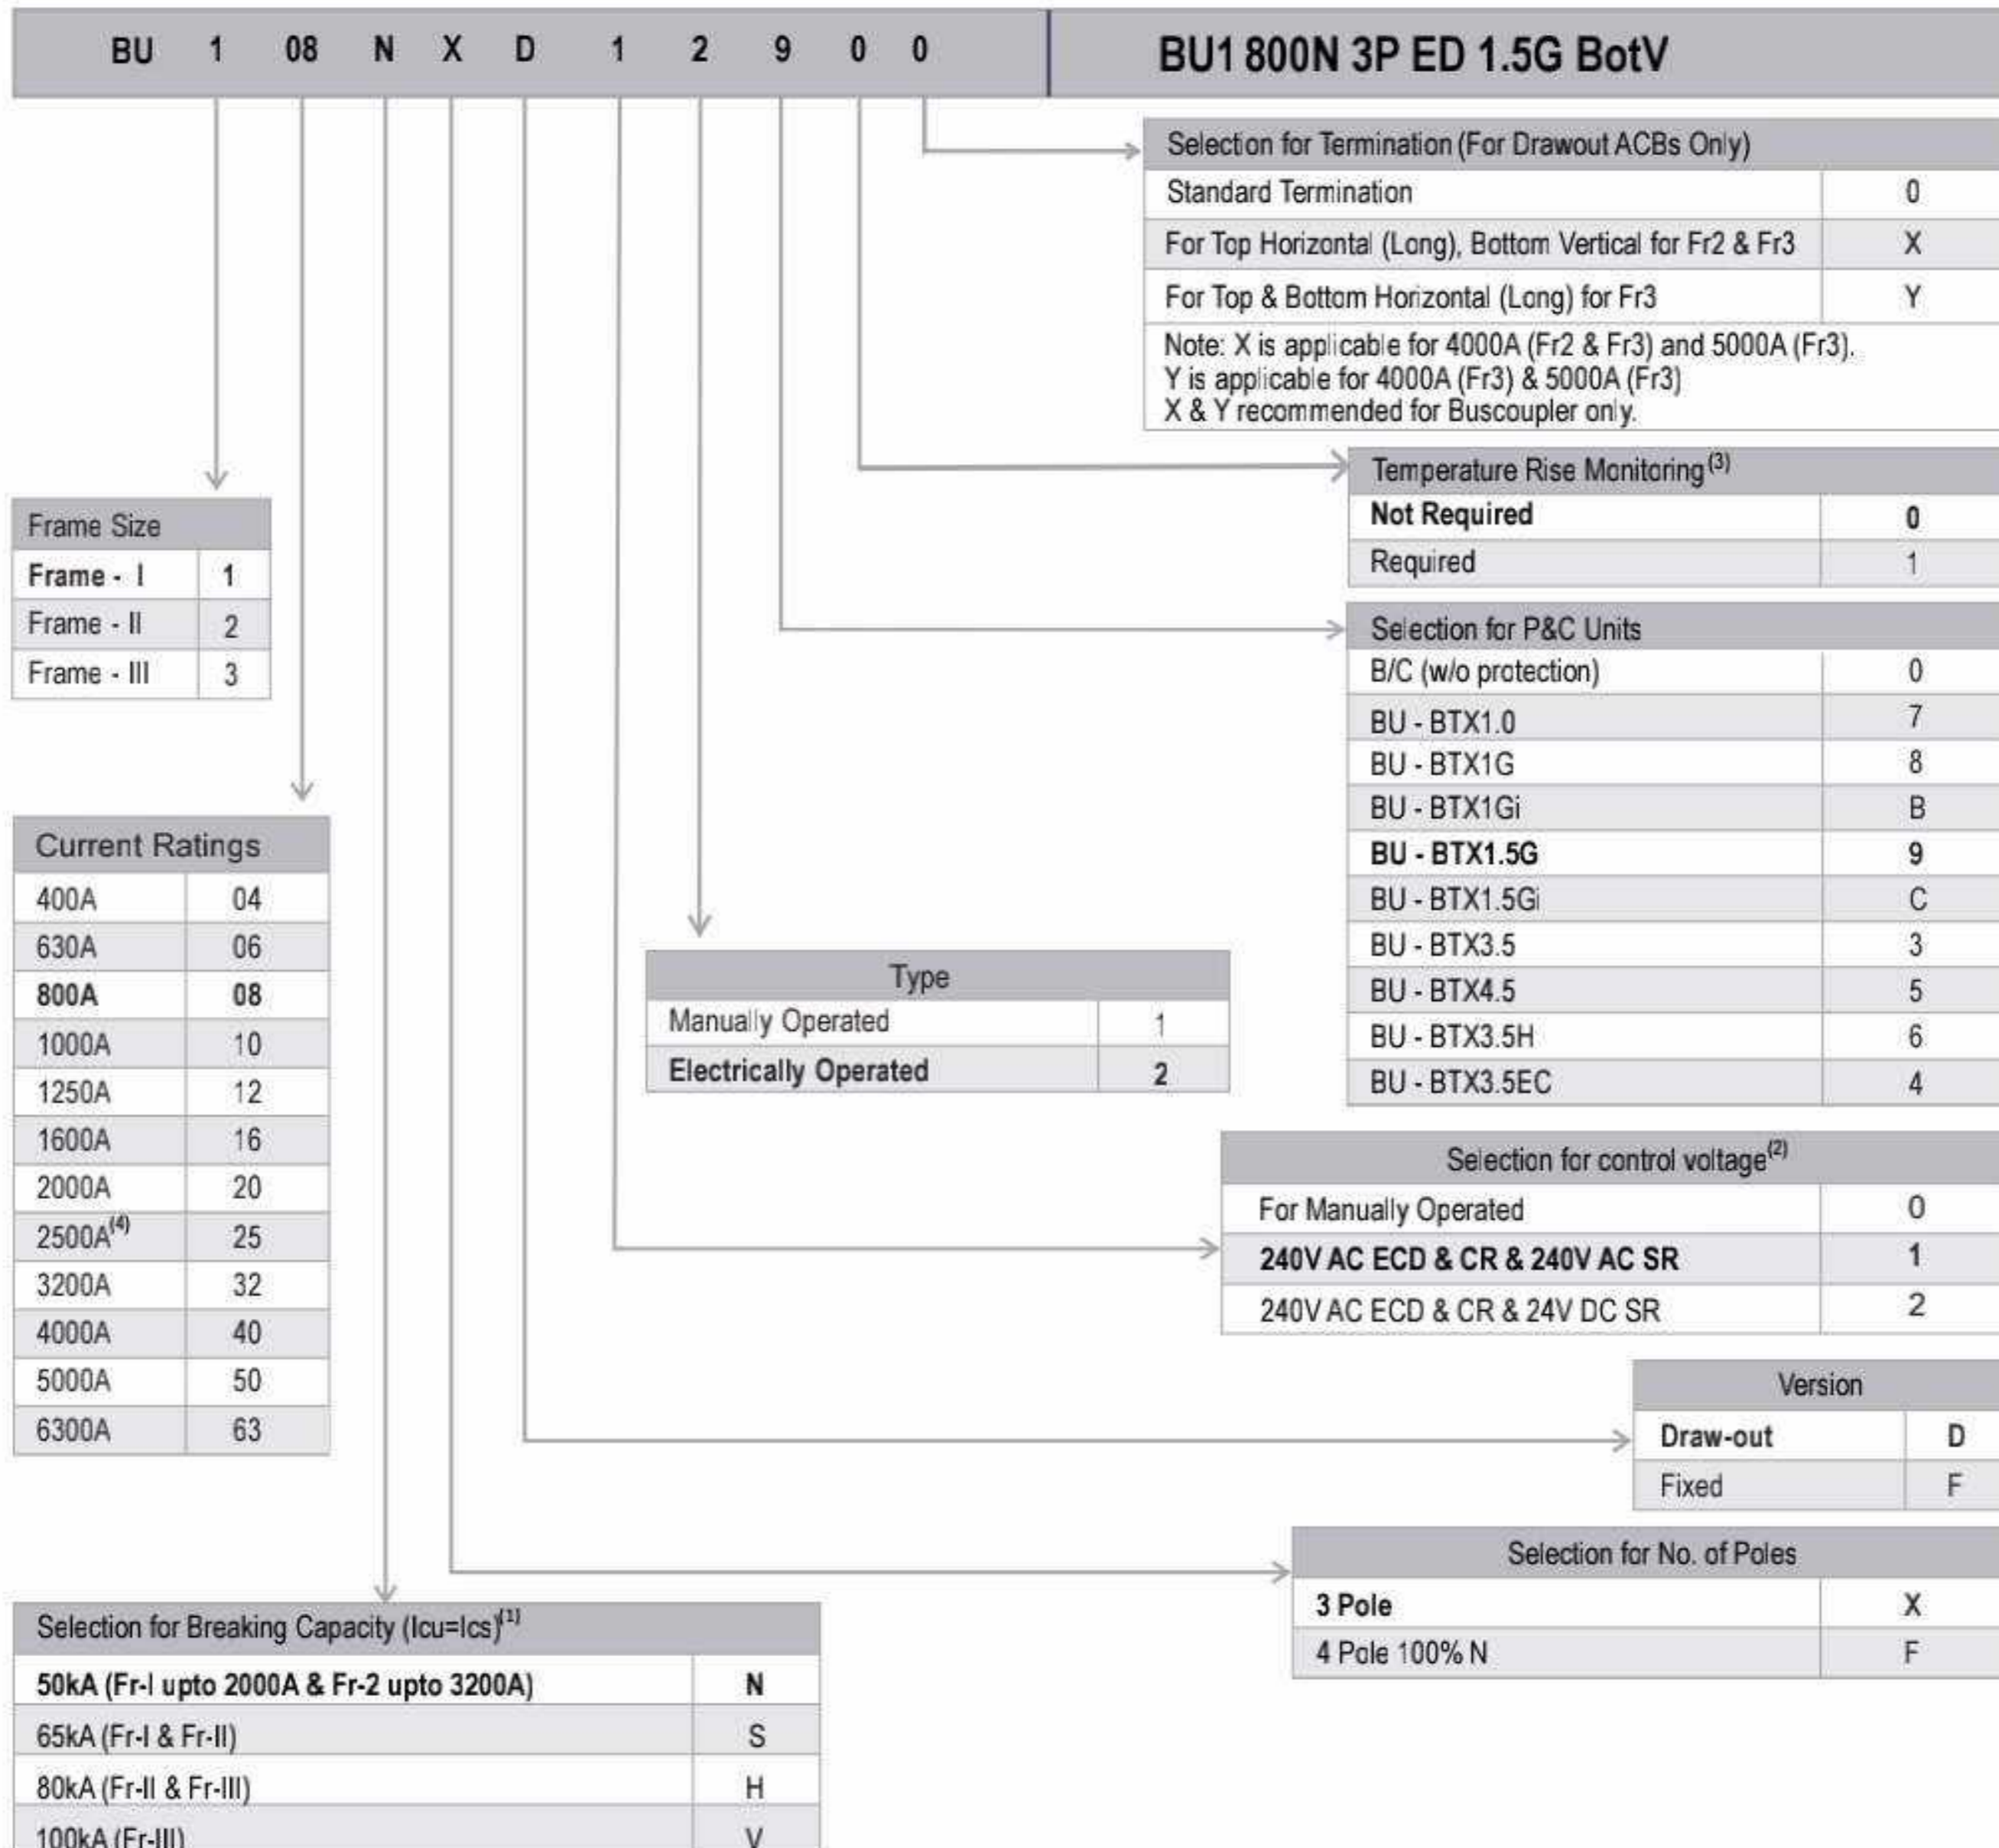 BU 1 08 N X D 1 2 9 0 0
BU1 800N 3P ED 1.5G BotV
Selection for Termination (For Drawout ACBs Only)
Standard Termination 0
For Top Horizontal (Long), Bottom Vertical for Fr2 & Fr3 X
For Top & Bottom Horizontal (Long) for Fr3 Y
Note: X is applicable for 4000A (Fr2 & Fr3) and 5000A (Fr3).
Y is applicable for 4000A (Fr3) & 5000A (Fr3)
X & Y recommended for Buscoupler only.
Temperature Rise Monitoring (3)
Not Required 0
Required 1
Frame Size
Frame - I 1
Frame - II 2
Frame - III 3
Selection for P&C Units
B/C (w/o protection) 0
BU - BTX1.0 7
BU - BTX1G 8
BU - BTX1Gi B
BU - BTX1.5G 9
BU - BTX1.5Gi C
BU - BTX3.5 3
BU - BTX4.5 5
BU - BTX3.5H 6
BU - BTX3.5EC 4
Current Ratings
400A 04
630A 06
800A 08
1000A 10
1250A 12
1600A 16
2000A 20
2500A(4) 25
3200A 32
4000A 40
5000A 50
6300A 63
Type
Manually Operated 1
Electrically Operated 2
Selection for control voltage(2)
For Manually Operated 0
240V AC ECD & CR & 240V AC SR 1
240V AC ECD & CR & 24V DC SR 2
Version
Draw-out D
Fixed F
Selection for No. of Poles
3 Pole X
4 Pole 100% N F
Selection for Breaking Capacity (Icu=Ics)(1)
50kA (Fr-I upto 2000A & Fr-2 upto 3200A) N
65kA (Fr-I & Fr-II) S
80kA (Fr-II & Fr-III) H
100kA (Fr-III) V